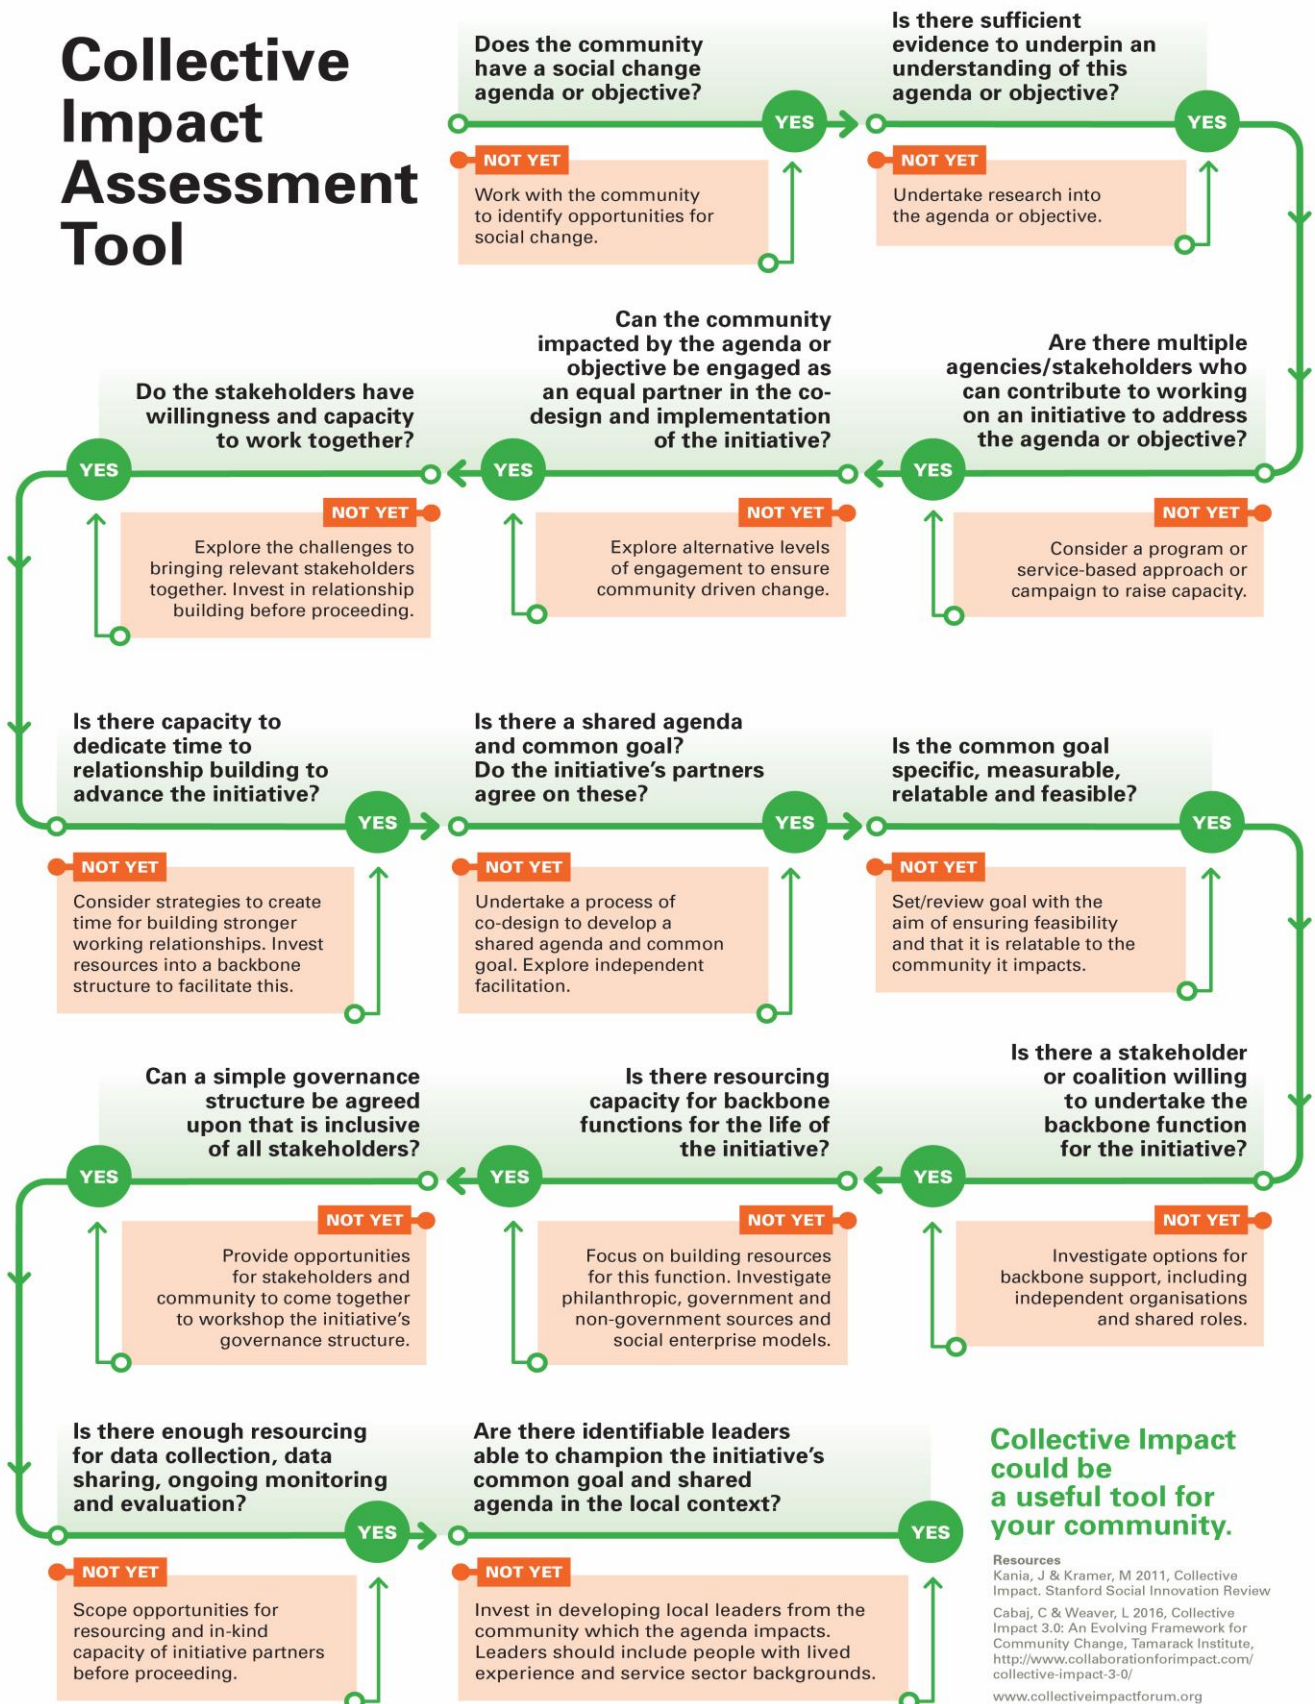 Collective
Impact
Assessment
Tool
Does the community
have a social change
agenda or objective?
YES
NOT YET
Work with the community
to identify opportunities for
social change.
Is there sufficient
evidence to underpin an
understanding of this
agenda or objective?
YES
NOT YET
Undertake research into
the agenda or objective.
Are there multiple
agencies/stakeholders who
can contribute to working
on an initiative to address
the agenda or objective?
YES
NOT YET
Consider a program or
service-based approach or
campaign to raise capacity.
Can the community
impacted by the agenda or
objective be engaged as
an equal partner in the co-
design and implementation
of the initiative?
YES
NOT YET
Explore alternative levels
of engagement to ensure
community driven change.
Do the stakeholders have
willingness and capacity
to work together?
YES
NOT YET
Explore the challenges to
bringing relevant stakeholders
together. Invest in relationship
building before proceeding.
Is there capacity to
dedicate time to
relationship building to
advance the initiative?
YES
NOT YET
Consider strategies to create
time for building stronger
working relationships. Invest
resources into a backbone
structure to facilitate this.
Is there a shared agenda
and common goal?
Do the initiative's partners
agree on these?
YES
NOT YET
Undertake a process of
co-design to develop a
shared agenda and common
goal. Explore independent
facilitation.
Is the common goal
specific, measurable,
relatable and feasible?
YES
NOT YET
Set/review goal with the
aim of ensuring feasibility
and that it is relatable to the
community it impacts.
Is there a stakeholder
or coalition willing
to undertake the
backbone function
for the initiative?
YES
NOT YET
Investigate options for
backbone support, including
independent organisations
and shared roles.
Is there resourcing
capacity for backbone
functions for the life of
the initiative?
YES
NOT YET
Focus on building resources
for this function. Investigate
philanthropic, government and
non-government sources and
social enterprise models.
Can a simple governance
structure be agreed
upon that is inclusive
of all stakeholders?
YES
NOT YET
Provide opportunities
for stakeholders and
community to come together
to workshop the initiative's
governance structure.
Is there enough resourcing
for data collection, data
sharing, ongoing monitoring
and evaluation?
YES
NOT YET
Scope opportunities for
resourcing and in-kind
capacity of initiative partners
before proceeding.
Are there identifiable leaders
able to champion the initiative's
common goal and shared
agenda in the local context?
YES
NOT YET
Invest in developing local leaders from the
community which the agenda impacts.
Leaders should include people with lived
experience and service sector backgrounds.
Collective Impact
could be
a useful tool for
your community.
Resources
Kania, J & Kramer, M 2011, Collective
Impact. Stanford Social Innovation Review
Cabaj, C & Weaver, L 2016, Collective
Impact 3.0: An Evolving Framework for
Community Change, Tamarack Institute,
http://www.collaborationforimpact.com/
collective-impact-3-0/
www.collectiveimpactforum.org